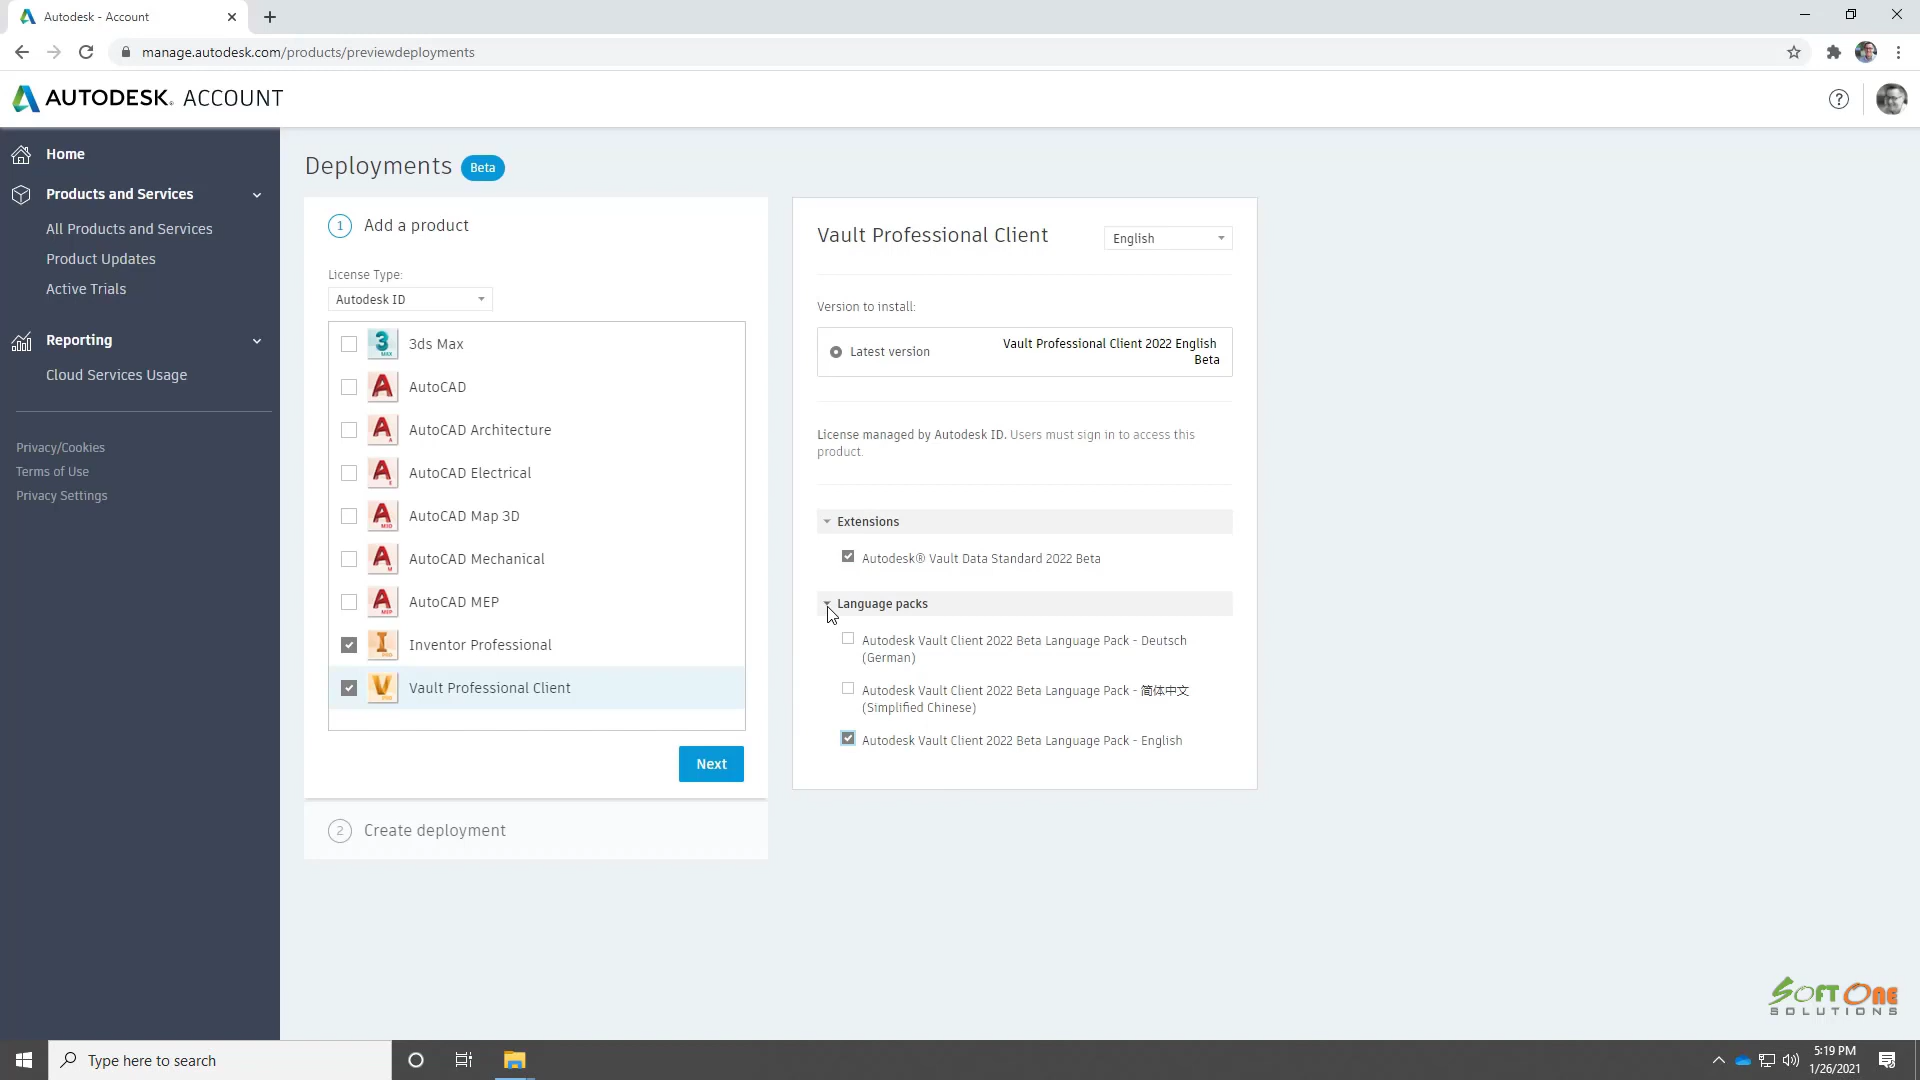 Autodesk - Account
manage.autodesk.com/products/previewdeployments
AUTODESK® ACCOUNT
Home
Products and Services
All Products and Services
Product Updates
Active Trials
Reporting
Cloud Services Usage
Privacy/Cookies
Terms of Use
Privacy Settings
Deployments Beta
1 Add a product
License Type:
Autodesk ID
3ds Max
AutoCAD
AutoCAD Architecture
AutoCAD Electrical
AutoCAD Map 3D
AutoCAD Mechanical
AutoCAD MEP
Inventor Professional
Vault Professional Client
Next
2 Create deployment
Vault Professional Client
English
Version to install:
Latest version
Vault Professional Client 2022 English
Beta
License managed by Autodesk ID. Users must sign in to access this
product.
Extensions
Autodesk® Vault Data Standard 2022 Beta
Language packs
Autodesk Vault Client 2022 Beta Language Pack - Deutsch
(German)
Autodesk Vault Client 2022 Beta Language Pack - 简体中文
(Simplified Chinese)
Autodesk Vault Client 2022 Beta Language Pack - English
SOFT ONE
SOLUTIONS
Type here to search
5:19 PM
1/26/2021